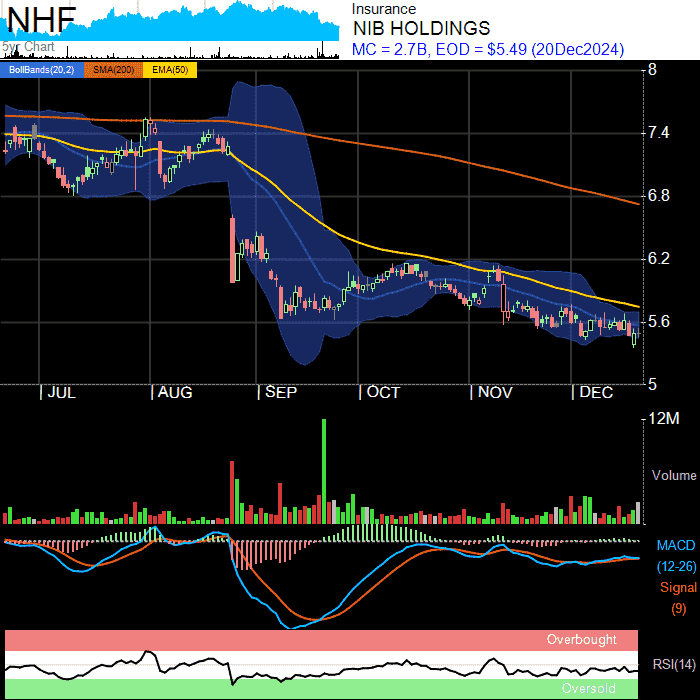 NHF
5yr Chart
Insurance
NIB HOLDINGS
MC = 2.7B, EOD = $5.49 (20Dec2024)
BollBands(20,2) SMA(200) EMA(50)
8
7.4
6.8
6.2
5.6
5
JUL AUG SEP OCT NOV DEC
12M
Volume
MACD
(12-26)
Signal
(9)
Overbought
RSI(14)
Oversold